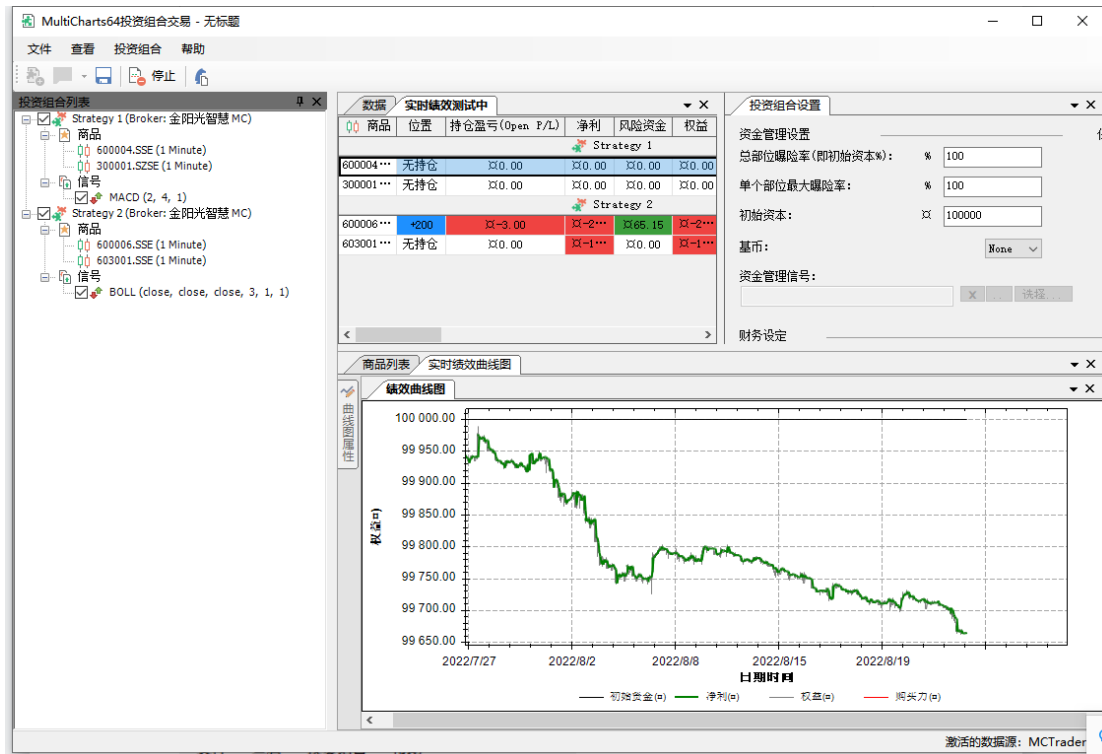 MultiCharts64投资组合交易 - 无标题
文件 查看 投资组合 帮助
停止
投资组合列表
Strategy 1 (Broker: 金阳光智慧 MC)
商品
600004.SSE (1 Minute)
300001.SZSE (1 Minute)
信号
MACD (2, 4, 1)
Strategy 2 (Broker: 金阳光智慧 MC)
商品
600006.SSE (1 Minute)
603001.SSE (1 Minute)
信号
BOLL (close, close, close, 3, 1, 1)
数据 实时绩效测试中
商品 位置 持仓盈亏(Open P/L) 净利 风险资金 权益
Strategy 1
600004… 无持仓 ¤0.00 ¤0.00 ¤0.00 ¤0.00
300001… 无持仓 ¤0.00 ¤0.00 ¤0.00 ¤0.00
Strategy 2
600006… +200 ¤-3.00 ¤-2… ¤65.15 ¤-2…
603001… 无持仓 ¤0.00 ¤-1… ¤0.00 ¤-1…
投资组合设置
资金管理设置
总部位曝险率(即初始资本%): % 100
单个部位最大曝险率: % 100
初始资本: ¤ 100000
基币: None
资金管理信号:
x .. 选择...
财务设定
商品列表 实时绩效曲线图
曲线图属性
绩效曲线图
100 000.00
99 950.00
99 900.00
99 850.00
99 800.00
99 750.00
99 700.00
99 650.00
权益¤)
2022/7/27 2022/8/2 2022/8/8 2022/8/15 2022/8/19
日期时间
初始资金(¤) 净利(¤) 权益(¤) 购买力(¤)
激活的数据源: MCTrader